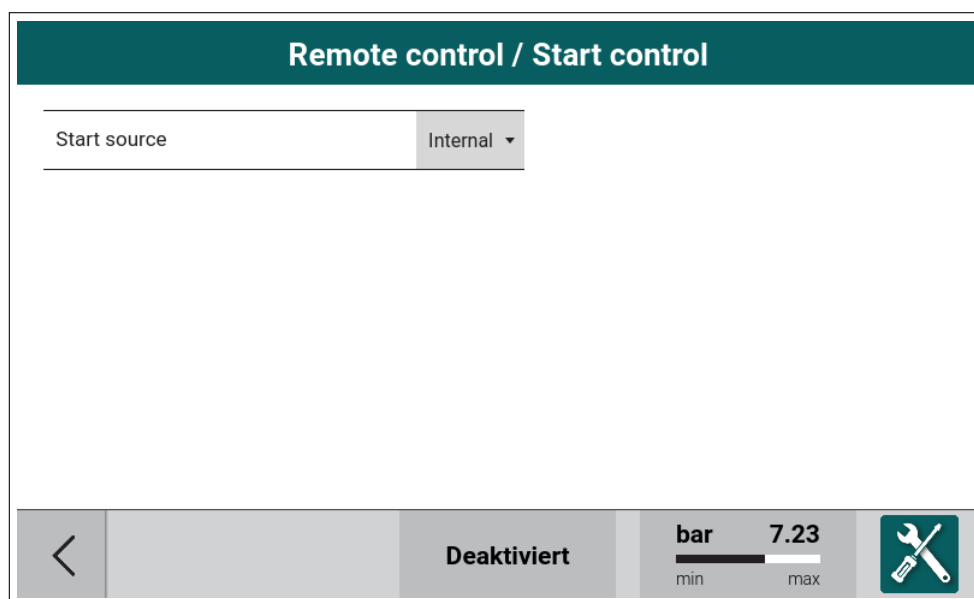 Remote control / Start control
Start source Internal
Deaktiviert
bar 7.23
min max